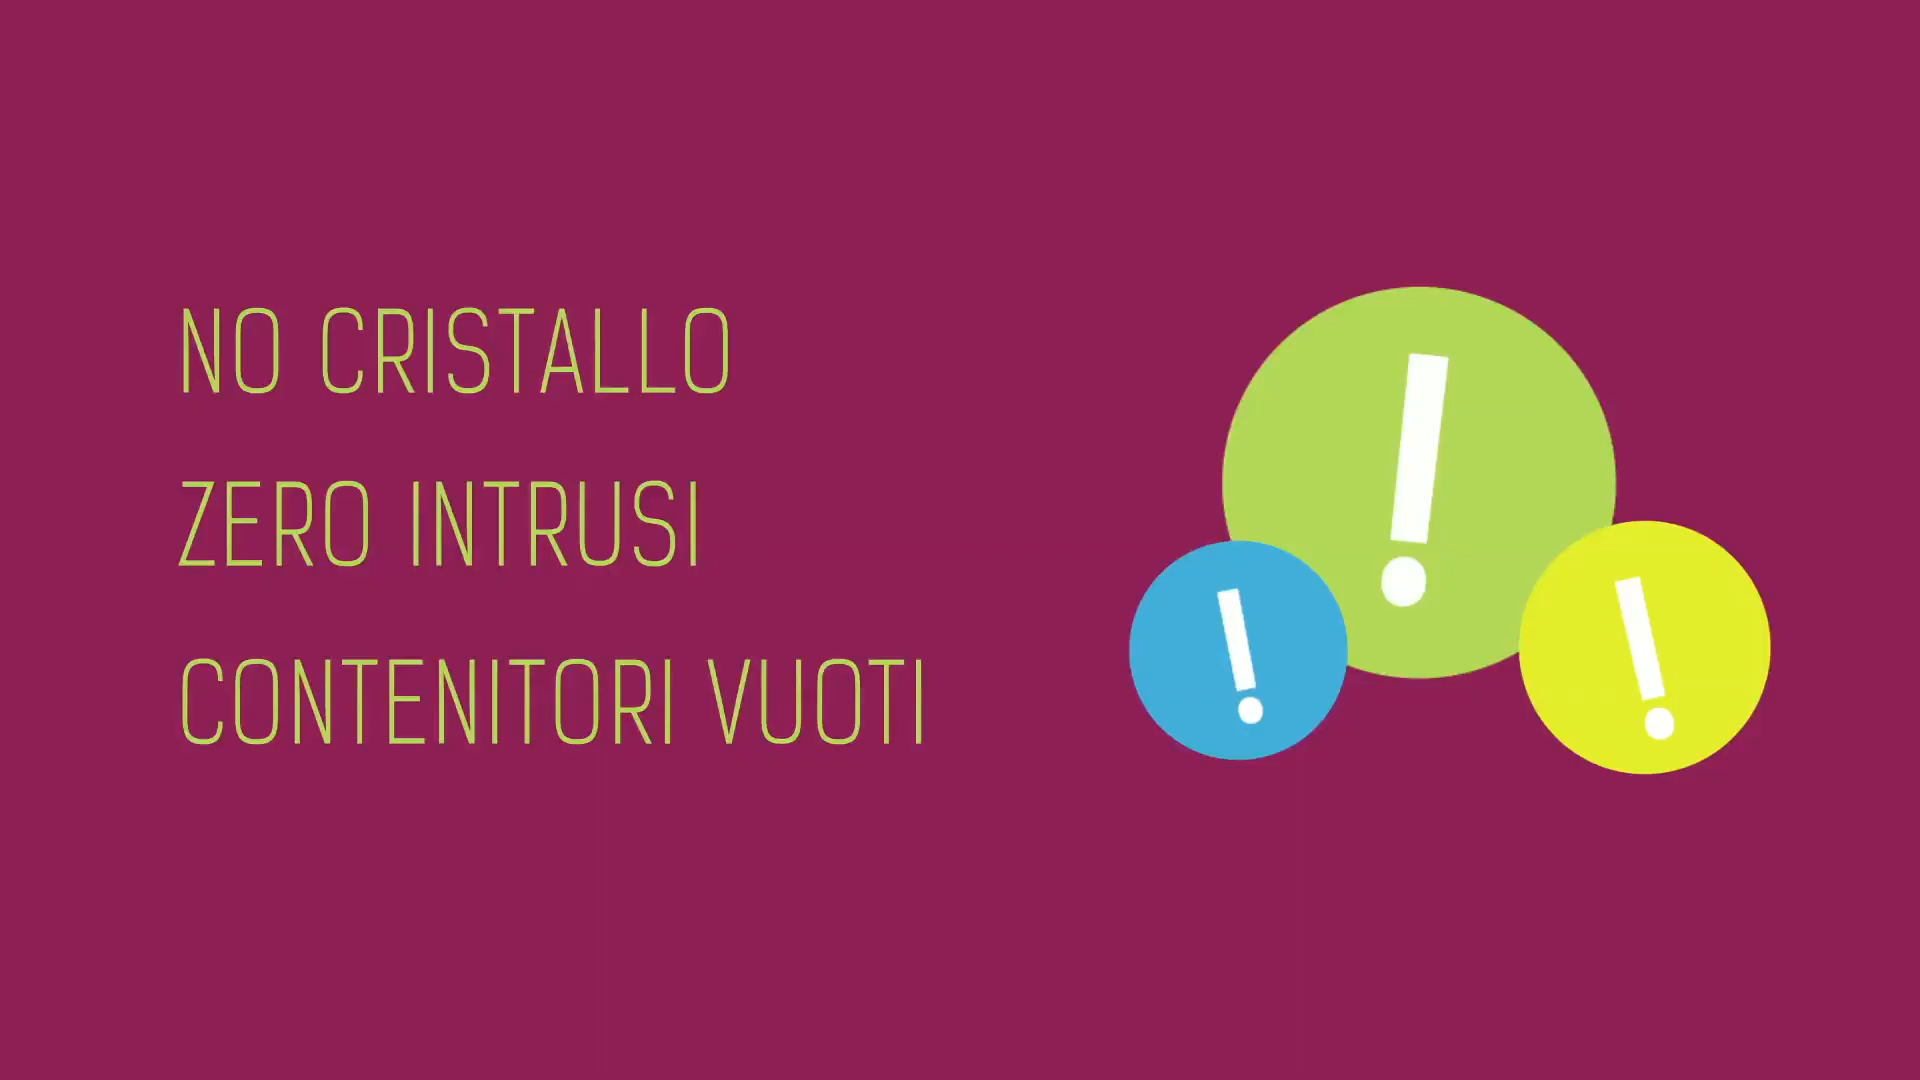 NO CRISTALLO
ZERO INTRUSI
CONTENITORI VUOTI
!
!
!